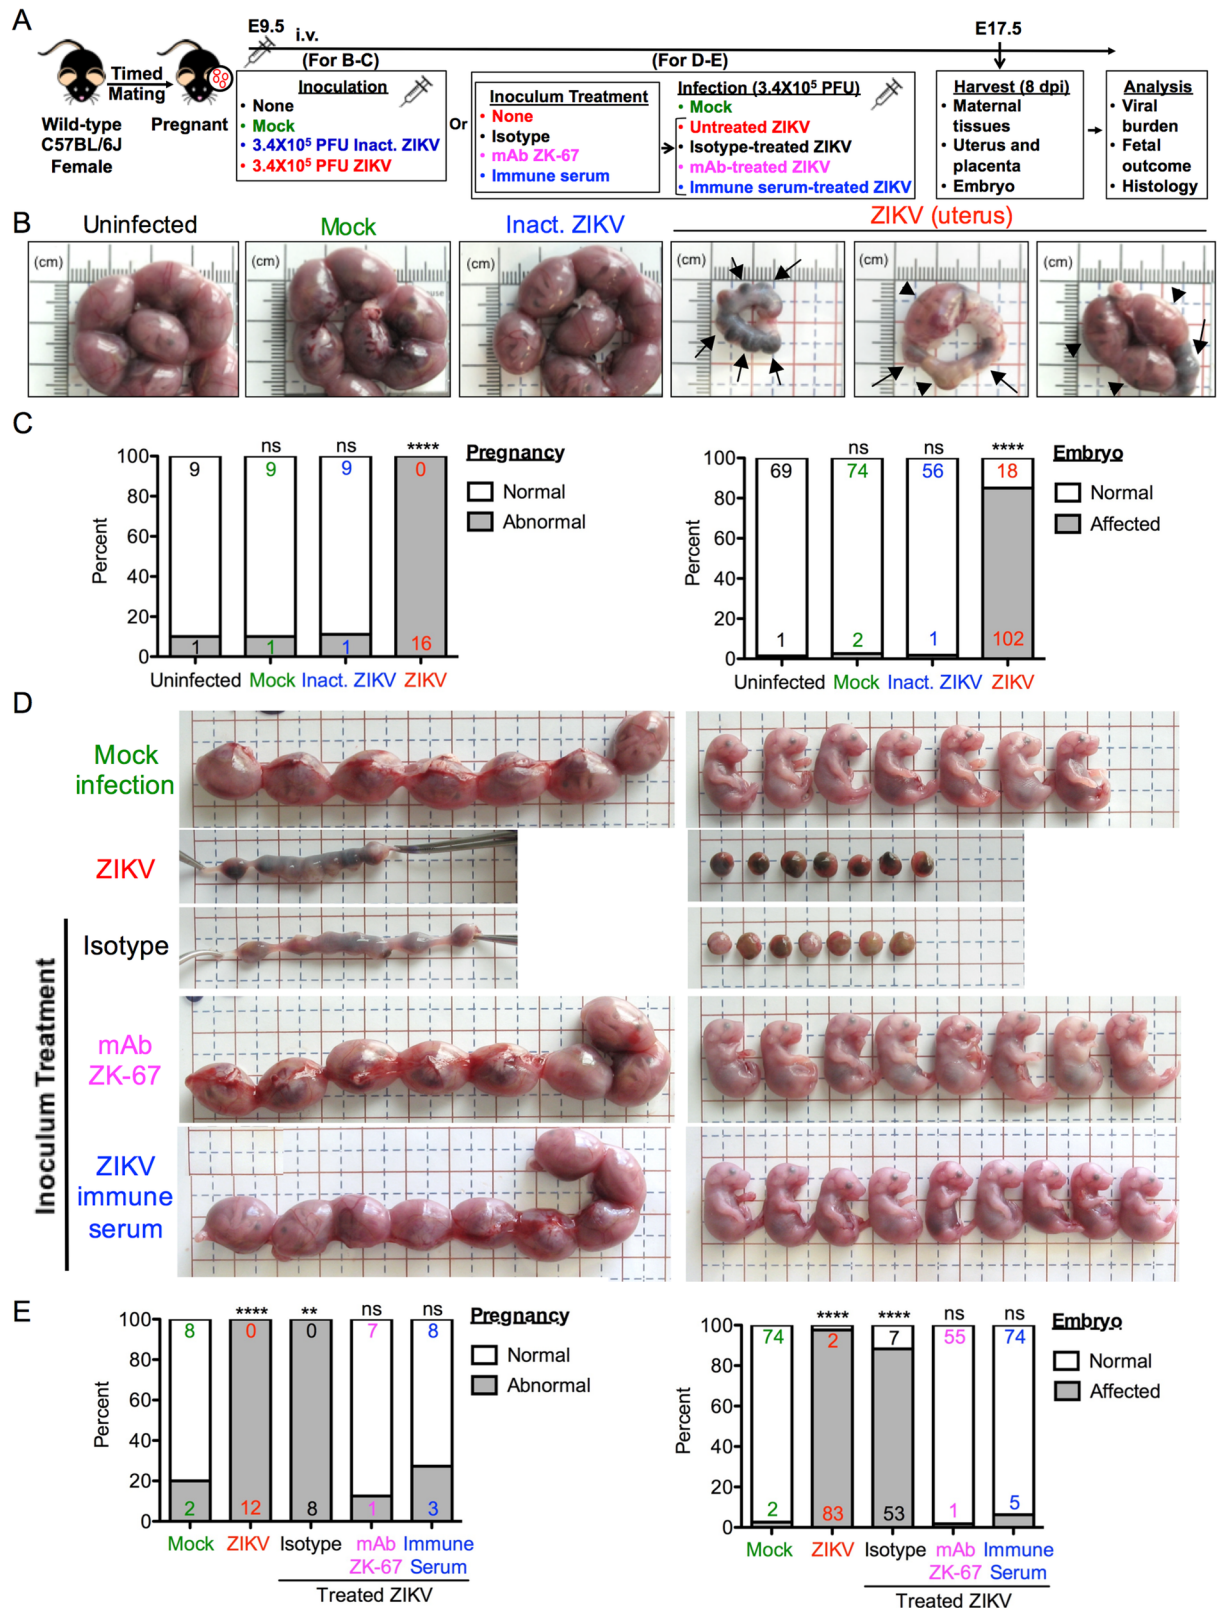 A
E9.5
i.v.
E17.5
(For B-C)
(For D-E)
Timed
Mating
Wild-type
C57BL/6J
Female
Pregnant
Inoculation
• None
• Mock
• 3.4X10⁵ PFU Inact. ZIKV
• 3.4X10⁵ PFU ZIKV
Or
Inoculum Treatment
• None
• Isotype
• mAb ZK-67
• Immune serum
Infection (3.4X10⁵ PFU)
• Mock
• Untreated ZIKV
• Isotype-treated ZIKV
• mAb-treated ZIKV
• Immune serum-treated ZIKV
Harvest (8 dpi)
• Maternal
tissues
• Uterus and
placenta
• Embryo
Analysis
• Viral
burden
• Fetal
outcome
• Histology
B
Uninfected
Mock
Inact. ZIKV
ZIKV (uterus)
(cm)
(cm)
(cm)
(cm)
(cm)
(cm)
C
ns
ns
****
Pregnancy
Normal
Abnormal
Percent
100
80
60
40
20
0
9
9
9
0
1
1
1
16
Uninfected
Mock
Inact. ZIKV
ZIKV
ns
ns
****
Embryo
Normal
Affected
Percent
100
80
60
40
20
0
69
74
56
18
1
2
1
102
Uninfected
Mock
Inact. ZIKV
ZIKV
D
Mock
infection
ZIKV
Inoculum Treatment
Isotype
mAb
ZK-67
ZIKV
immune
serum
E
****
**
ns
ns
Pregnancy
Normal
Abnormal
Percent
100
80
60
40
20
0
8
0
0
7
8
2
12
8
1
3
Mock
ZIKV
Isotype
mAb
ZK-67
Immune
Serum
Treated ZIKV
****
****
ns
ns
Embryo
Normal
Affected
Percent
100
80
60
40
20
0
74
2
7
55
74
2
83
53
1
5
Mock
ZIKV
Isotype
mAb
ZK-67
Immune
Serum
Treated ZIKV